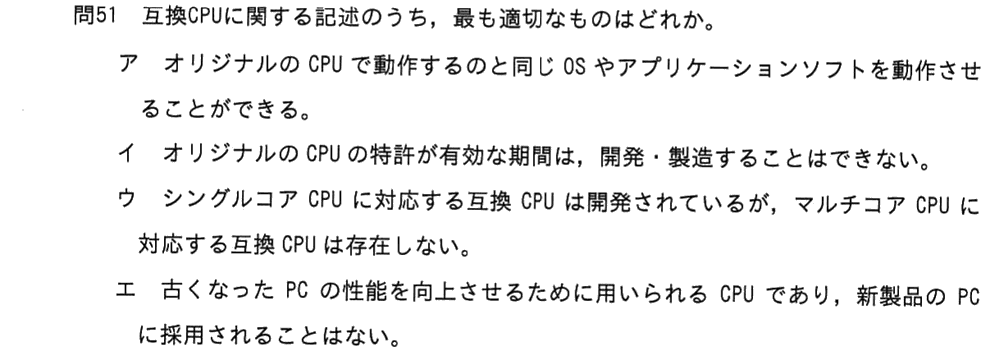 問51 互換CPUに関する記述のうち，最も適切なものはどれか。
ア オリジナルの CPU で動作するのと同じ OS やアプリケーションソフトを動作させ
ることができる。
イ オリジナルの CPU の特許が有効な期間は，開発・製造することはできない。
ウ シングルコア CPU に対応する互換 CPU は開発されているが，マルチコア CPU に
対応する互換 CPU は存在しない。
エ 古くなった PC の性能を向上させるために用いられる CPU であり，新製品の PC
に採用されることはない。